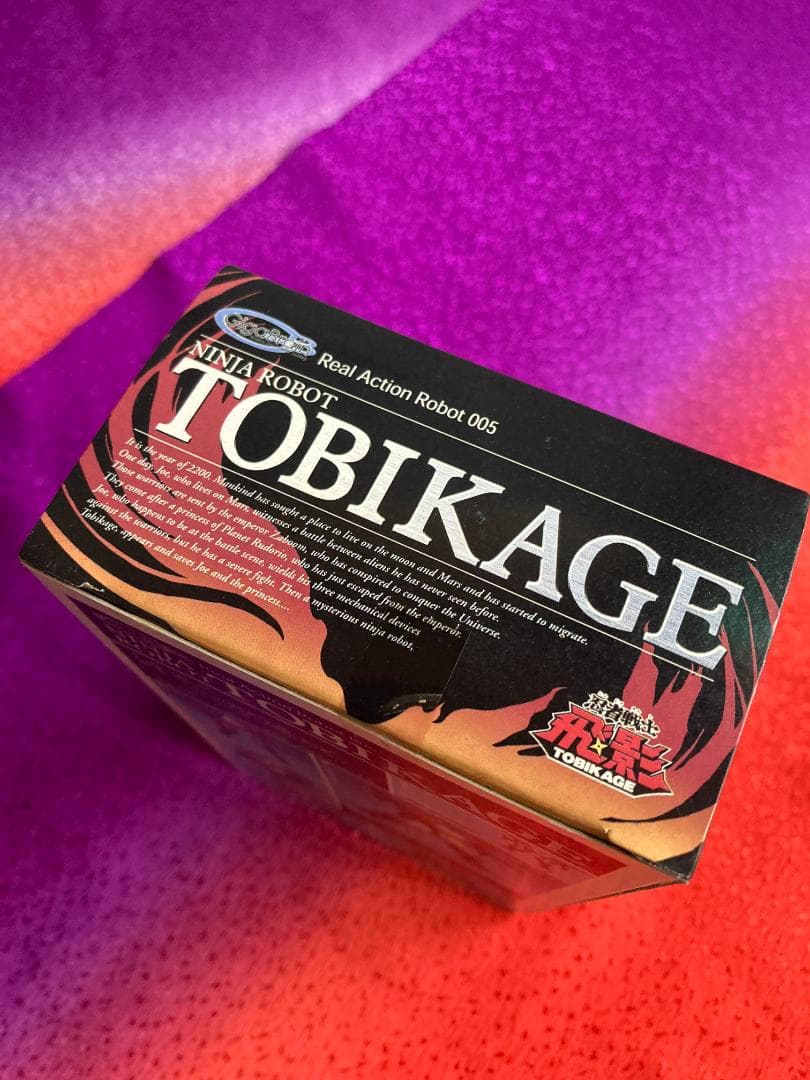 Real Action Robot 005
NINJA ROBOT
TOBIKAGE
It is the year of 2200. Mankind has sought a place to live on the moon and Mars and has started to migrate.
One day, Joe, who lives on Mars, witnesses a battle between aliens he has never seen before.
Those warriors are sent by the emperor Zaboom, who has conspired to conquer the Universe.
They come after a princess of Planet Rudorio, who has just escaped from the emperor.
Joe, who happens to be at the battle scene, wields his three mechanical devices
against the warriors, but he has a severe fight. Then a mysterious ninja robot,
Tobikage, appears and saves Joe and the princess....
忍者戦士
飛影
TOBIKAGE
TOBIKAGE